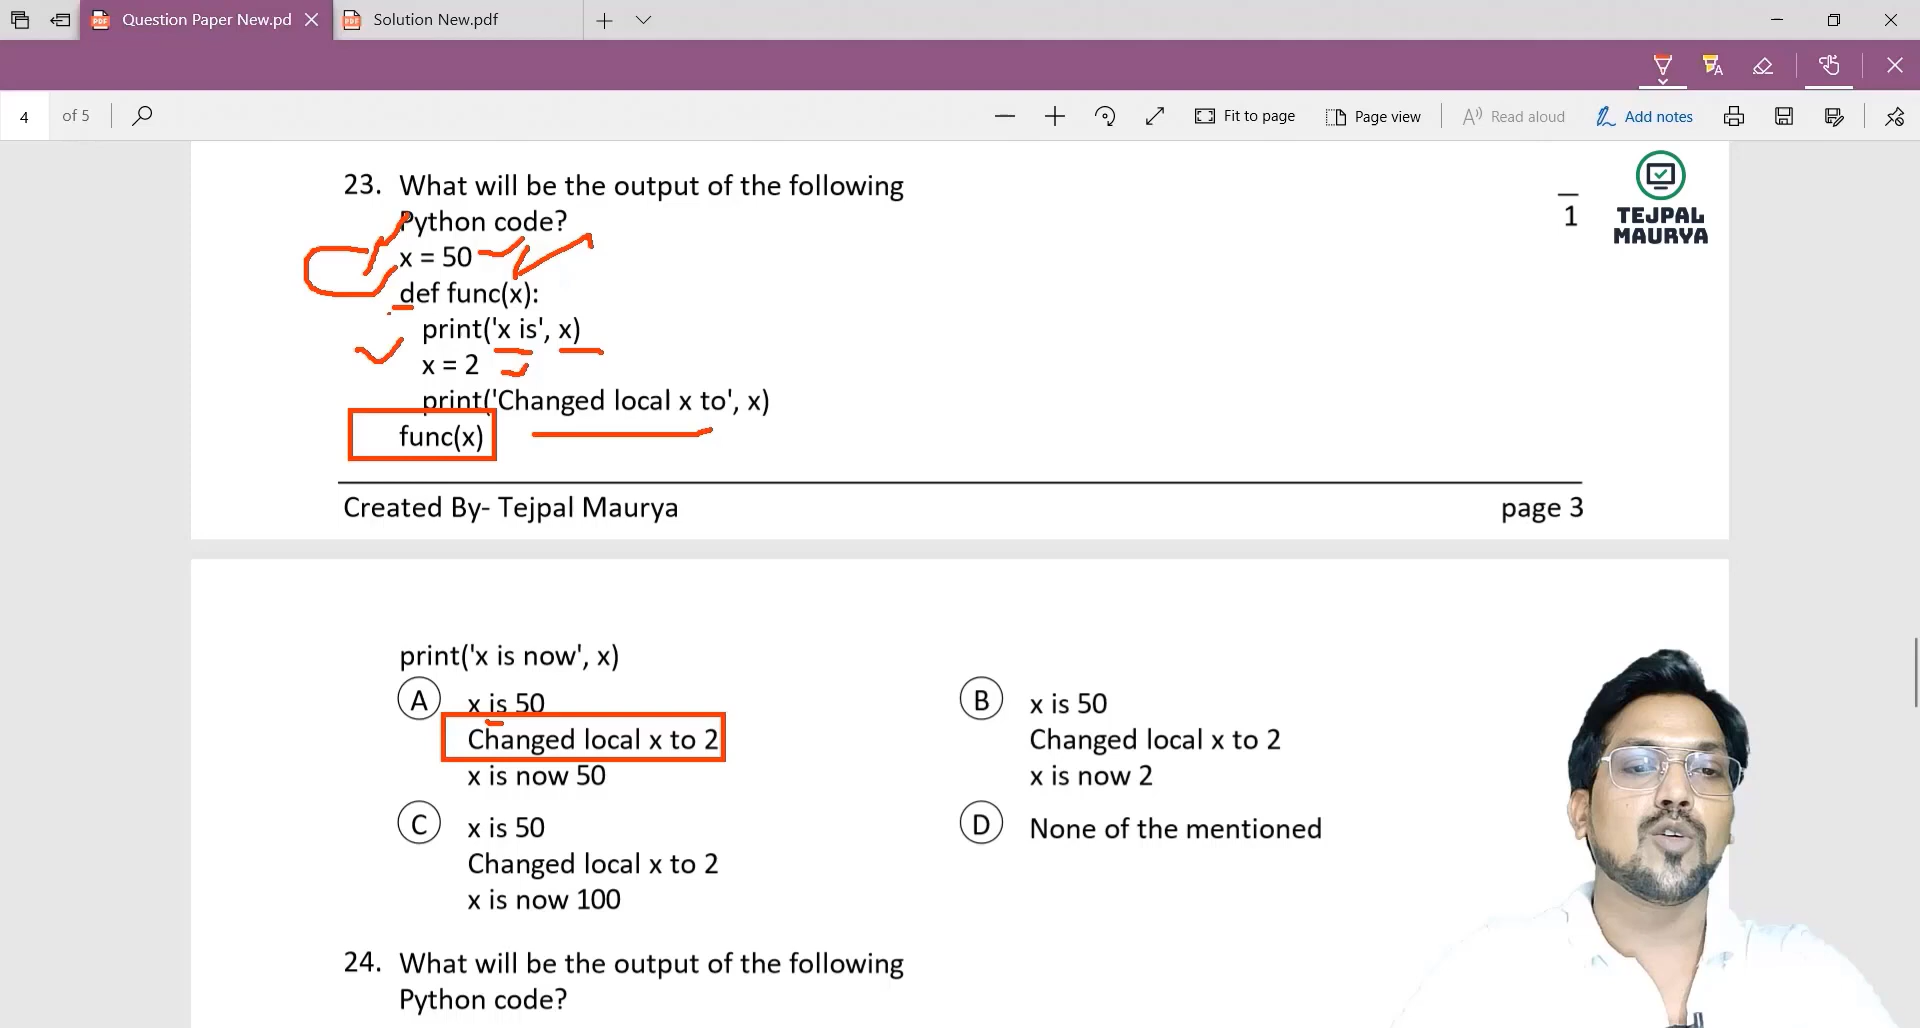 Question Paper New.pd
Solution New.pdf
4 of 5
Fit to page
Page view
Read aloud
Add notes
23. What will be the output of the following
Python code?
x = 50
def func(x):
print('x is', x)
x = 2
print('Changed local x to', x)
func(x)
1
TEJPAL
MAURYA
Created By- Tejpal Maurya
page 3
print('x is now', x)
A x is 50
Changed local x to 2
x is now 50
B x is 50
Changed local x to 2
x is now 2
C x is 50
Changed local x to 2
x is now 100
D None of the mentioned
24. What will be the output of the following
Python code?